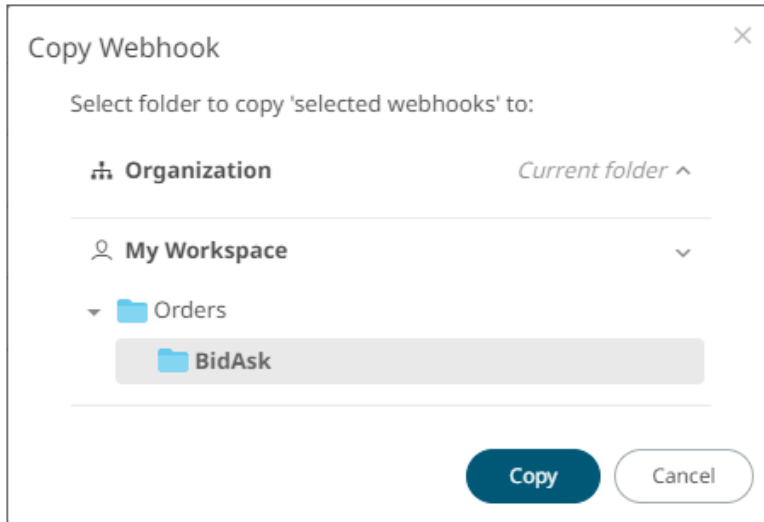 Copy Webhook
Select folder to copy 'selected webhooks' to:
Organization Current folder
My Workspace
Orders
BidAsk
Copy Cancel